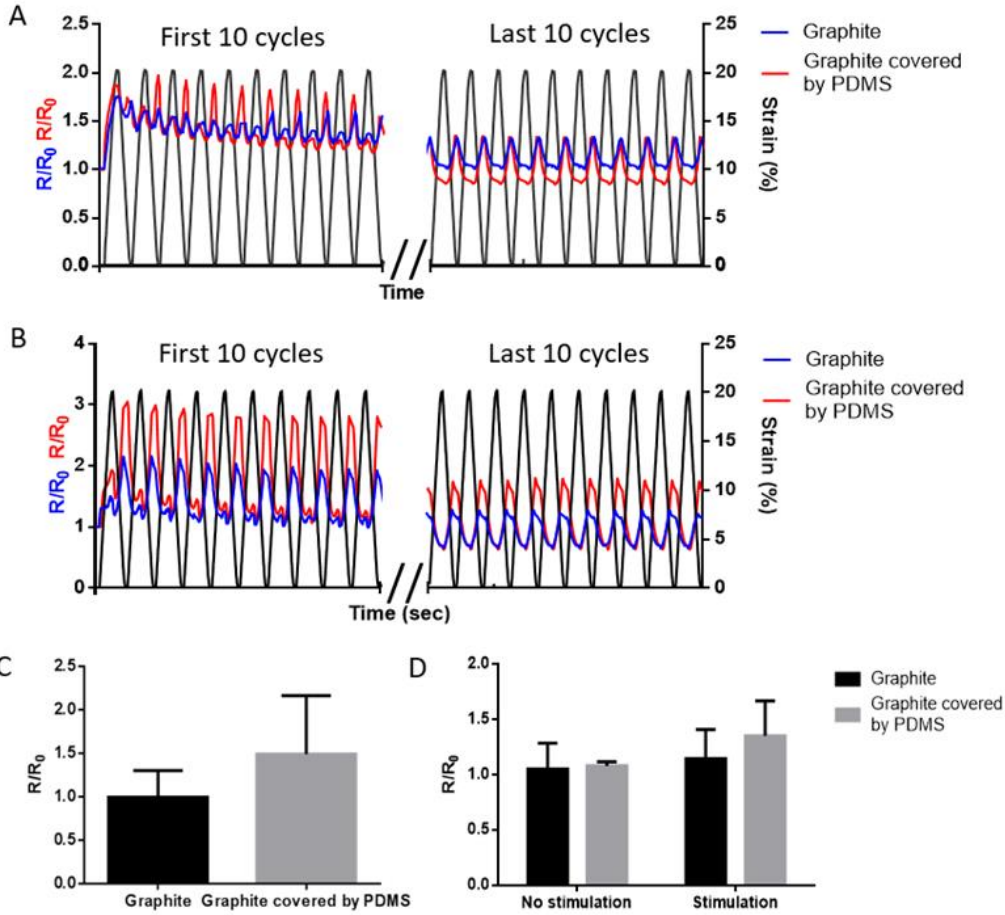 A
First 10 cycles
Last 10 cycles
Graphite
Graphite covered
by PDMS
2.5
2.0
1.5
1.0
0.5
0.0
R/R0 R/R0
25
20
15
10
5
0
0
Strain (%)
Time
B
First 10 cycles
Last 10 cycles
Graphite
Graphite covered
by PDMS
4
3
2
1
0
R/R0 R/R0
25
20
15
10
5
0
Strain (%)
Time (sec)
C
2.5
2.0
1.5
1.0
0.5
0.0
R/R0
Graphite
Graphite covered by PDMS
D
2.0
1.5
1.0
0.5
0.0
R/R0
No stimulation
Stimulation
Graphite
Graphite covered
by PDMS